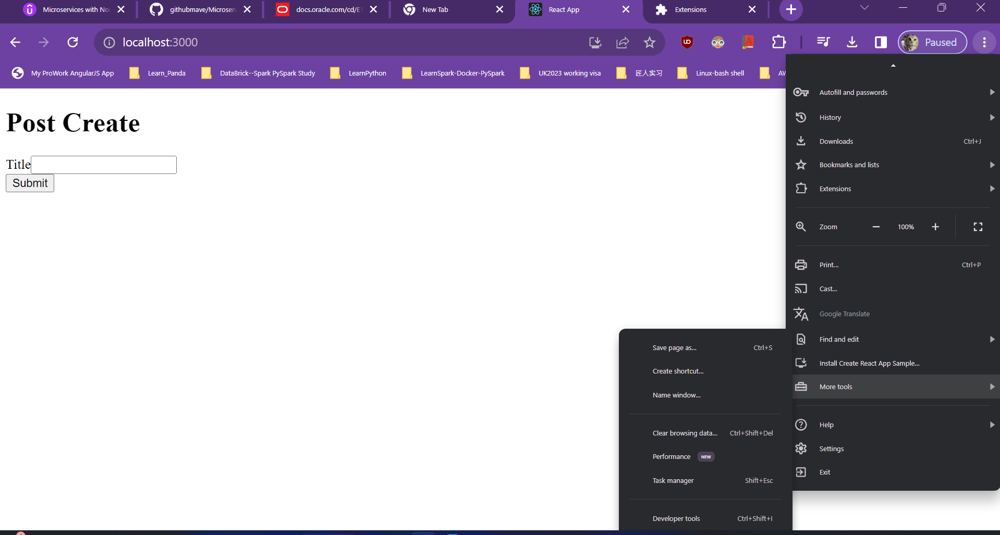 Microservices with No
githubmave/Microser
docs.oracle.com/cd/E1
New Tab
React App
Extensions
localhost:3000
Paused
My ProWork AngularJS App
Learn_Panda
DataBrick--Spark PySpark Study
LearnPython
LearnSpark-Docker-PySpark
UK2023 working visa
匠人实习
Linux-bash shell
AW
Post Create
Title
Submit
Autofill and passwords
History
Downloads Ctrl+J
Bookmarks and lists
Extensions
Zoom 100%
Print... Ctrl+P
Cast...
Google Translate
Find and edit
Install Create React App Sample...
More tools
Help
Settings
Exit
Save page as... Ctrl+S
Create shortcut...
Name window...
Clear browsing data... Ctrl+Shift+Del
Performance NEW
Task manager Shift+Esc
Developer tools Ctrl+Shift+I